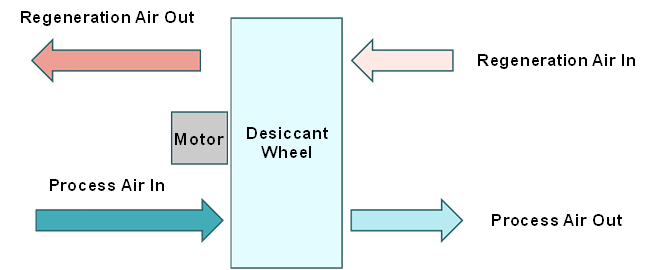 Regeneration Air Out
Regeneration Air In
Motor
Desiccant
Wheel
Process Air In
Process Air Out